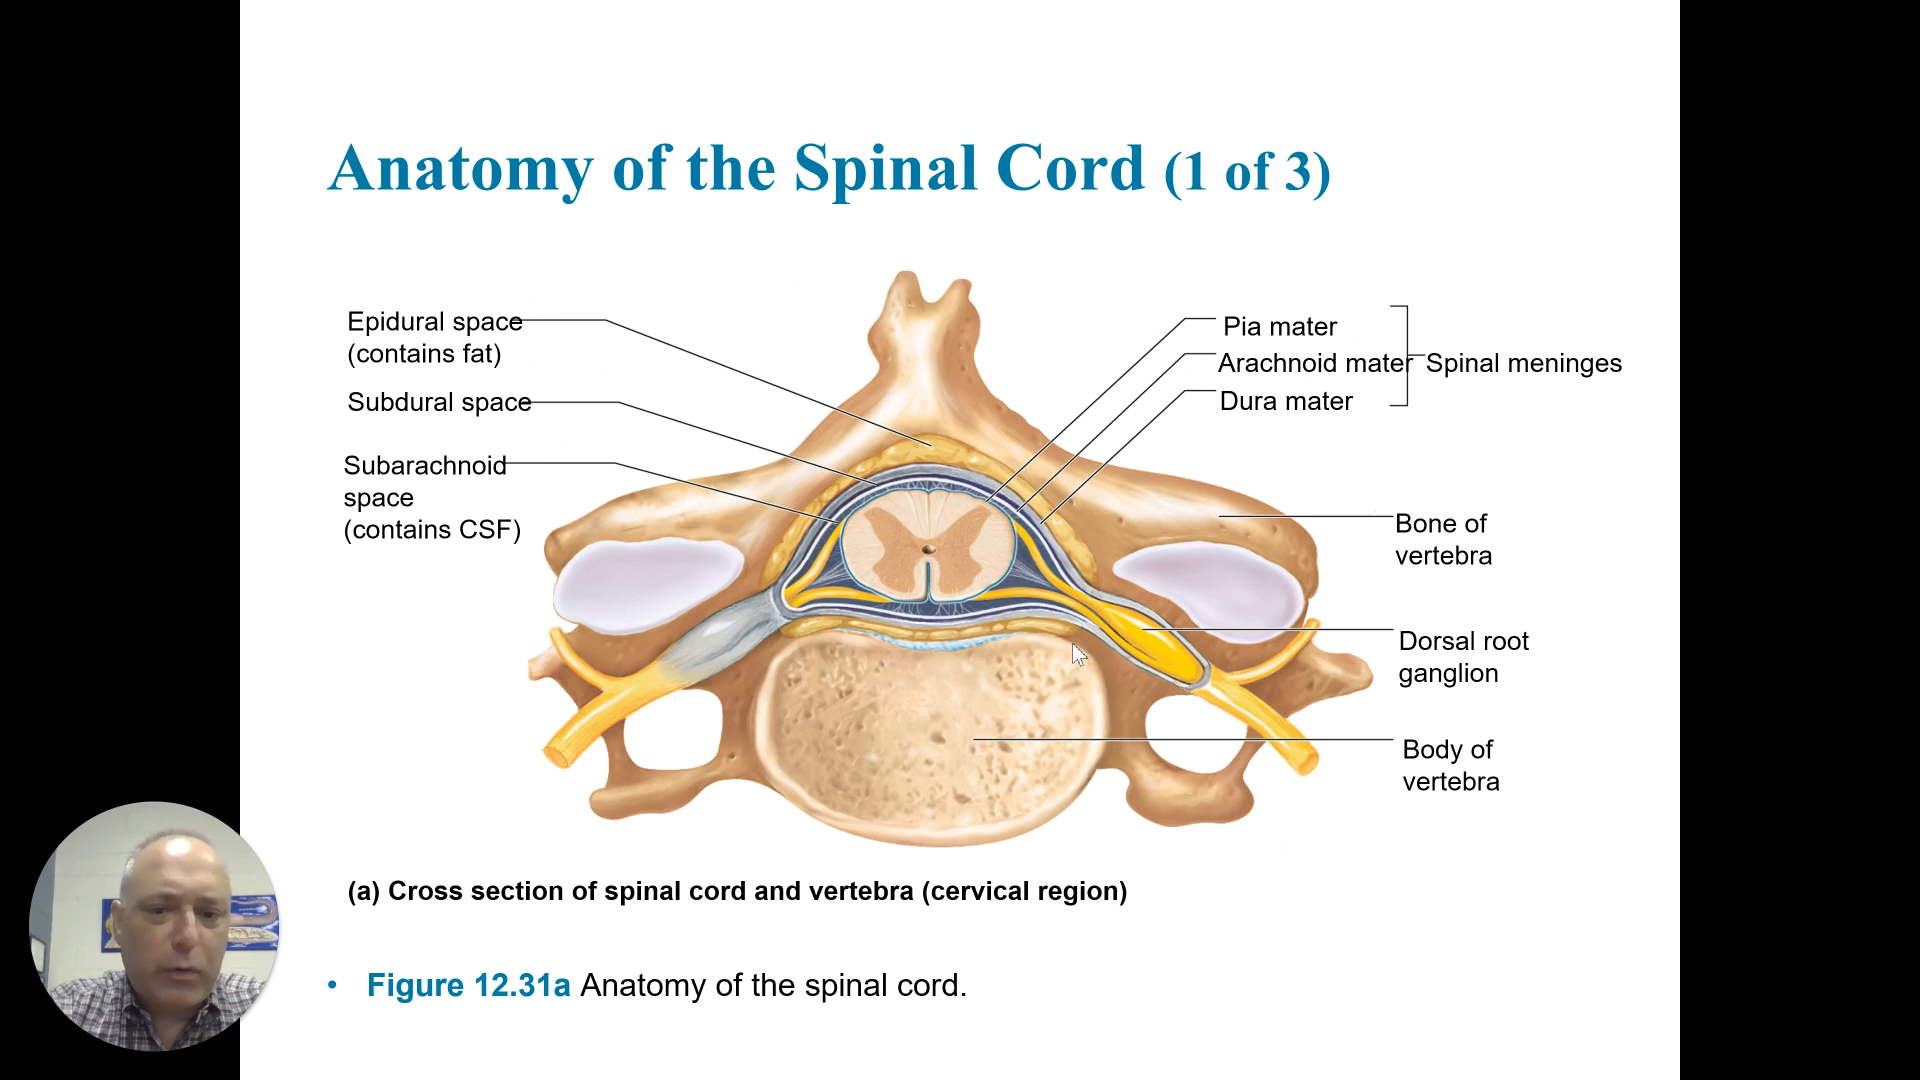 Anatomy of the Spinal Cord (1 of 3)
Epidural space
(contains fat)
Subdural space
Subarachnoid
space
(contains CSF)
Pia mater
Arachnoid mater
Dura mater
Spinal meninges
Bone of
vertebra
Dorsal root
ganglion
Body of
vertebra
(a) Cross section of spinal cord and vertebra (cervical region)
• Figure 12.31a Anatomy of the spinal cord.